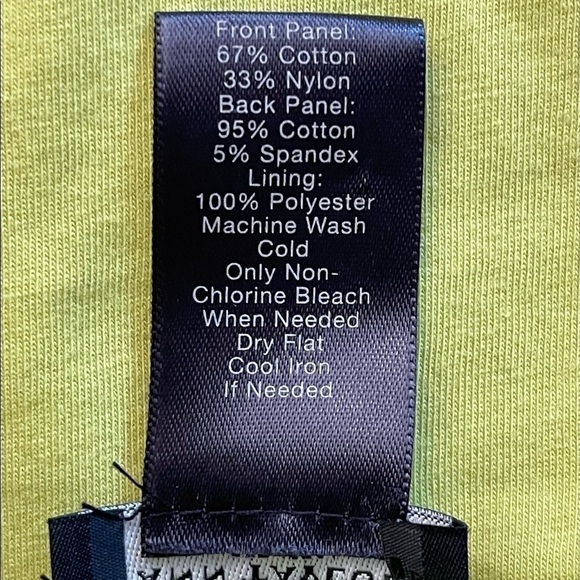 Front Panel:
67% Cotton
33% Nylon
Back Panel:
95% Cotton
5% Spandex
Lining:
100% Polyester
Machine Wash
Cold
Only Non-
Chlorine Bleach
When Needed
Dry Flat
Cool Iron
If Needed.